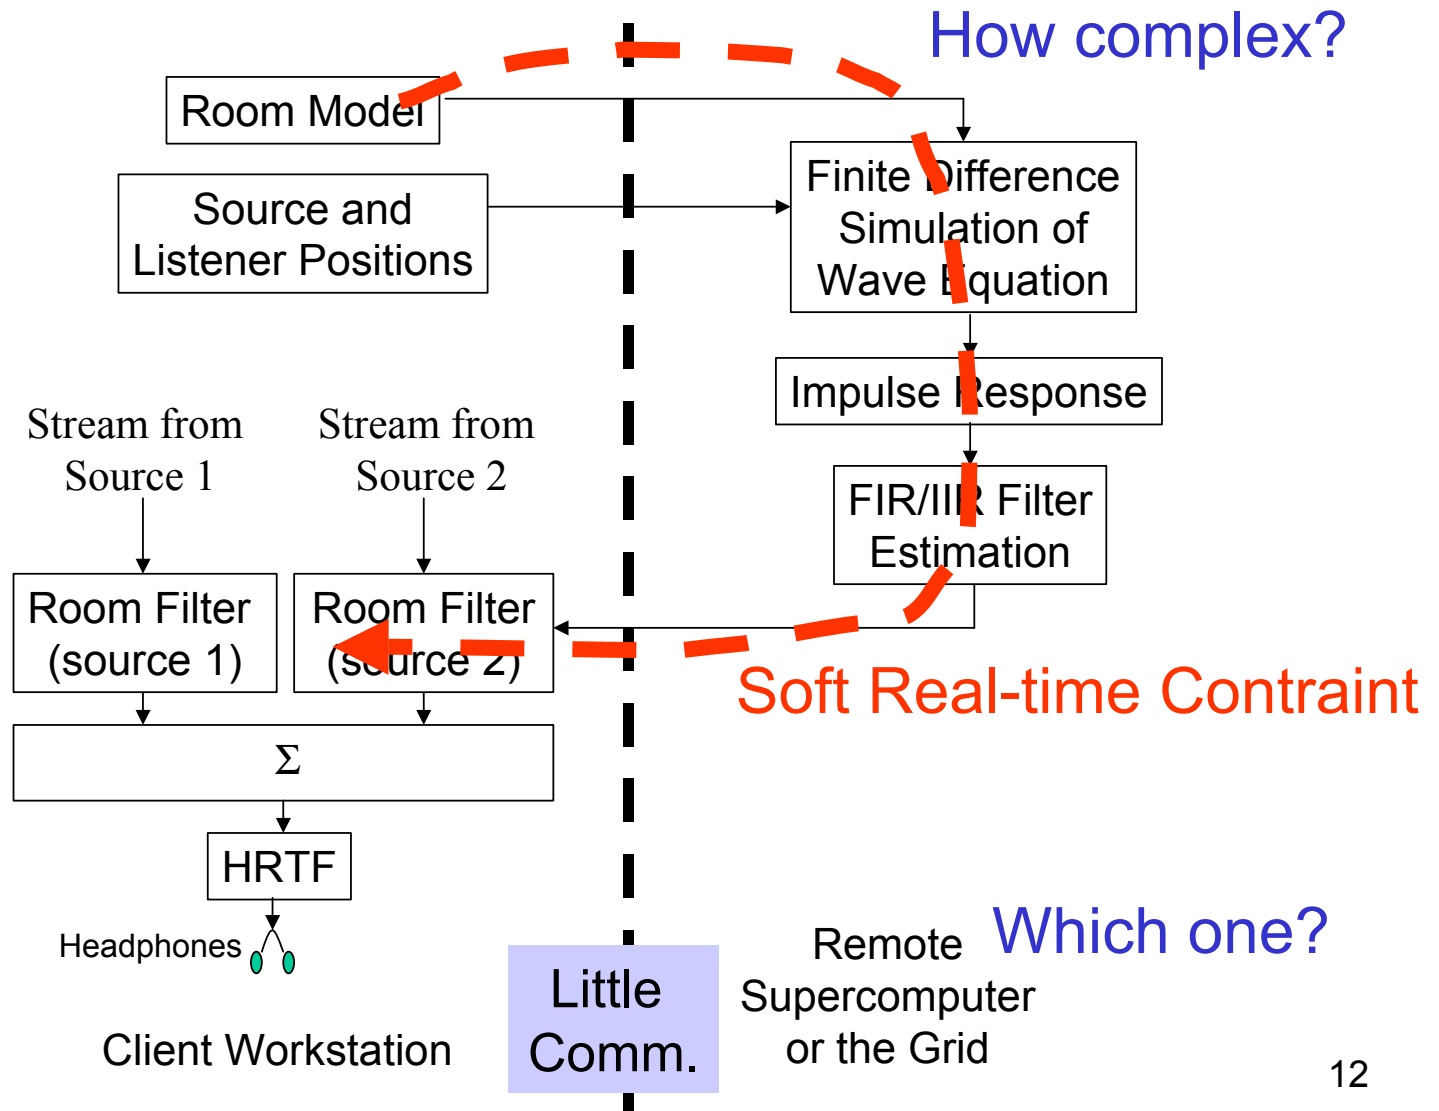 How complex?
Room Model
Source and
Listener Positions
Finite Difference
Simulation of
Wave Equation
Impulse Response
FIR/IIR Filter
Estimation
Stream from
Source 1
Stream from
Source 2
Room Filter
(source 1)
Room Filter
(source 2)
Soft Real-time Contraint
Σ
HRTF
Headphones
Client Workstation
Little
Comm.
Remote
Supercomputer
or the Grid
Which one?
12